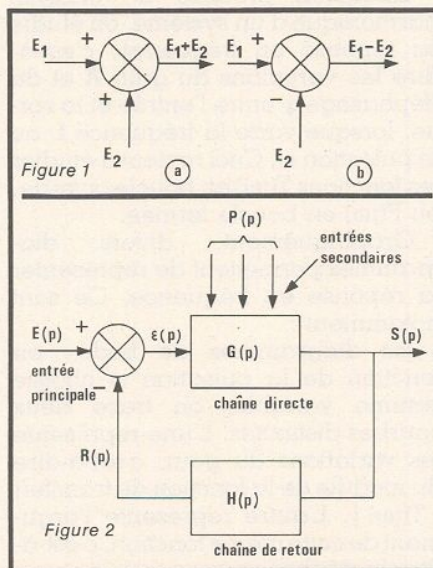 E₁ + E₁+E₂
+
E₂
a
E₁ + E₁−E₂
−
E₂
b
Figure 1
P(p)
entrées
secondaires
E(p) + ε(p) G(p) S(p)
entrée
principale
chaîne directe
R(p)
H(p)
Figure 2
chaîne de retour